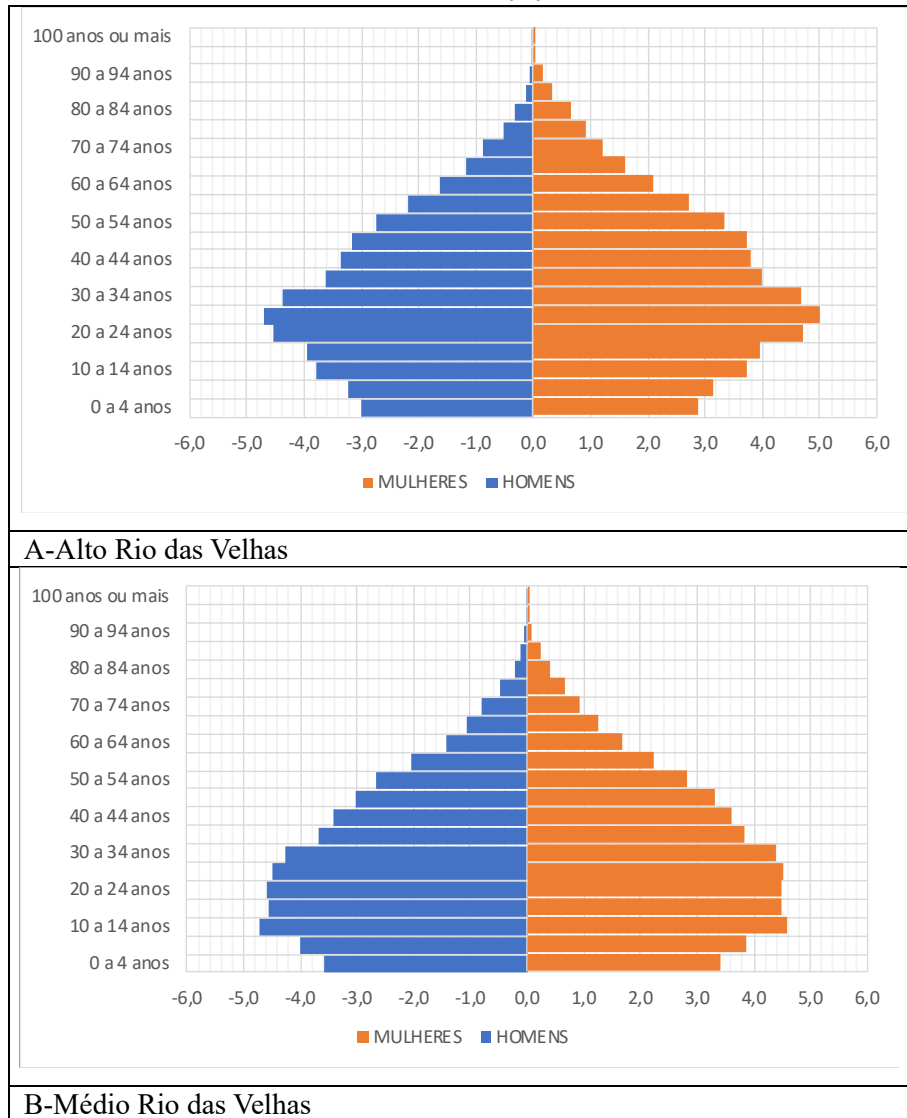 100 anos ou mais
90 a 94 anos
80 a 84 anos
70 a 74 anos
60 a 64 anos
50 a 54 anos
40 a 44 anos
30 a 34 anos
20 a 24 anos
10 a 14 anos
0 a 4 anos
-6,0 -5,0 -4,0 -3,0 -2,0 -1,0 0,0 1,0 2,0 3,0 4,0 5,0 6,0
MULHERES HOMENS
A-Alto Rio das Velhas
100 anos ou mais
90 a 94 anos
80 a 84 anos
70 a 74 anos
60 a 64 anos
50 a 54 anos
40 a 44 anos
30 a 34 anos
20 a 24 anos
10 a 14 anos
0 a 4 anos
-6,0 -5,0 -4,0 -3,0 -2,0 -1,0 0,0 1,0 2,0 3,0 4,0 5,0 6,0
MULHERES HOMENS
B-Médio Rio das Velhas